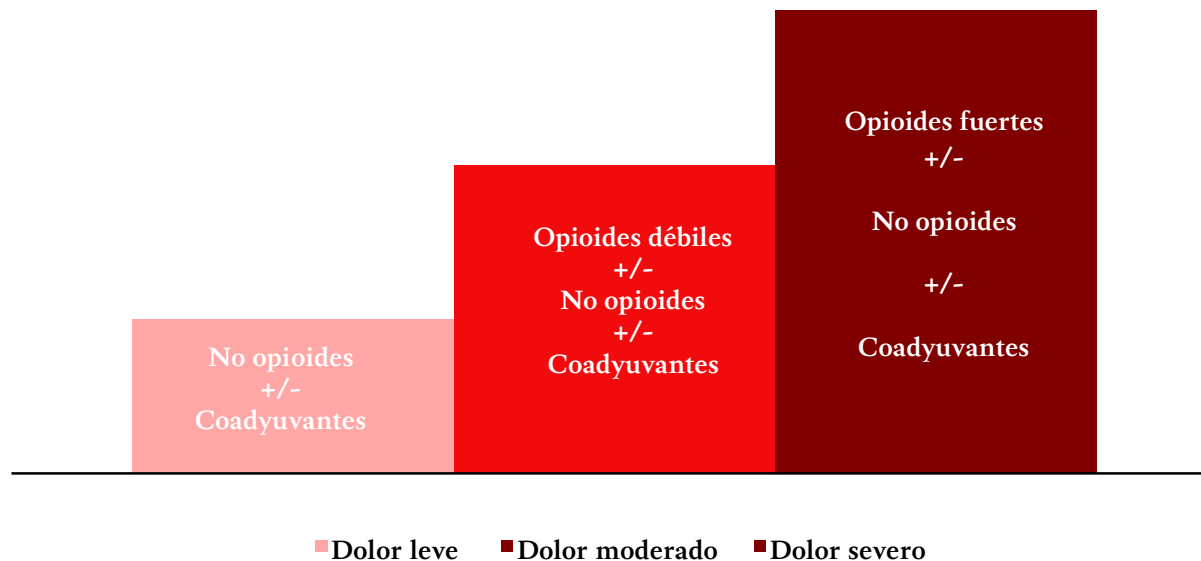 No opioides
+/-
Coadyuvantes
Opioides débiles
+/-
No opioides
+/-
Coadyuvantes
Opioides fuertes
+/-
No opioides
+/-
Coadyuvantes
Dolor leve Dolor moderado Dolor severo